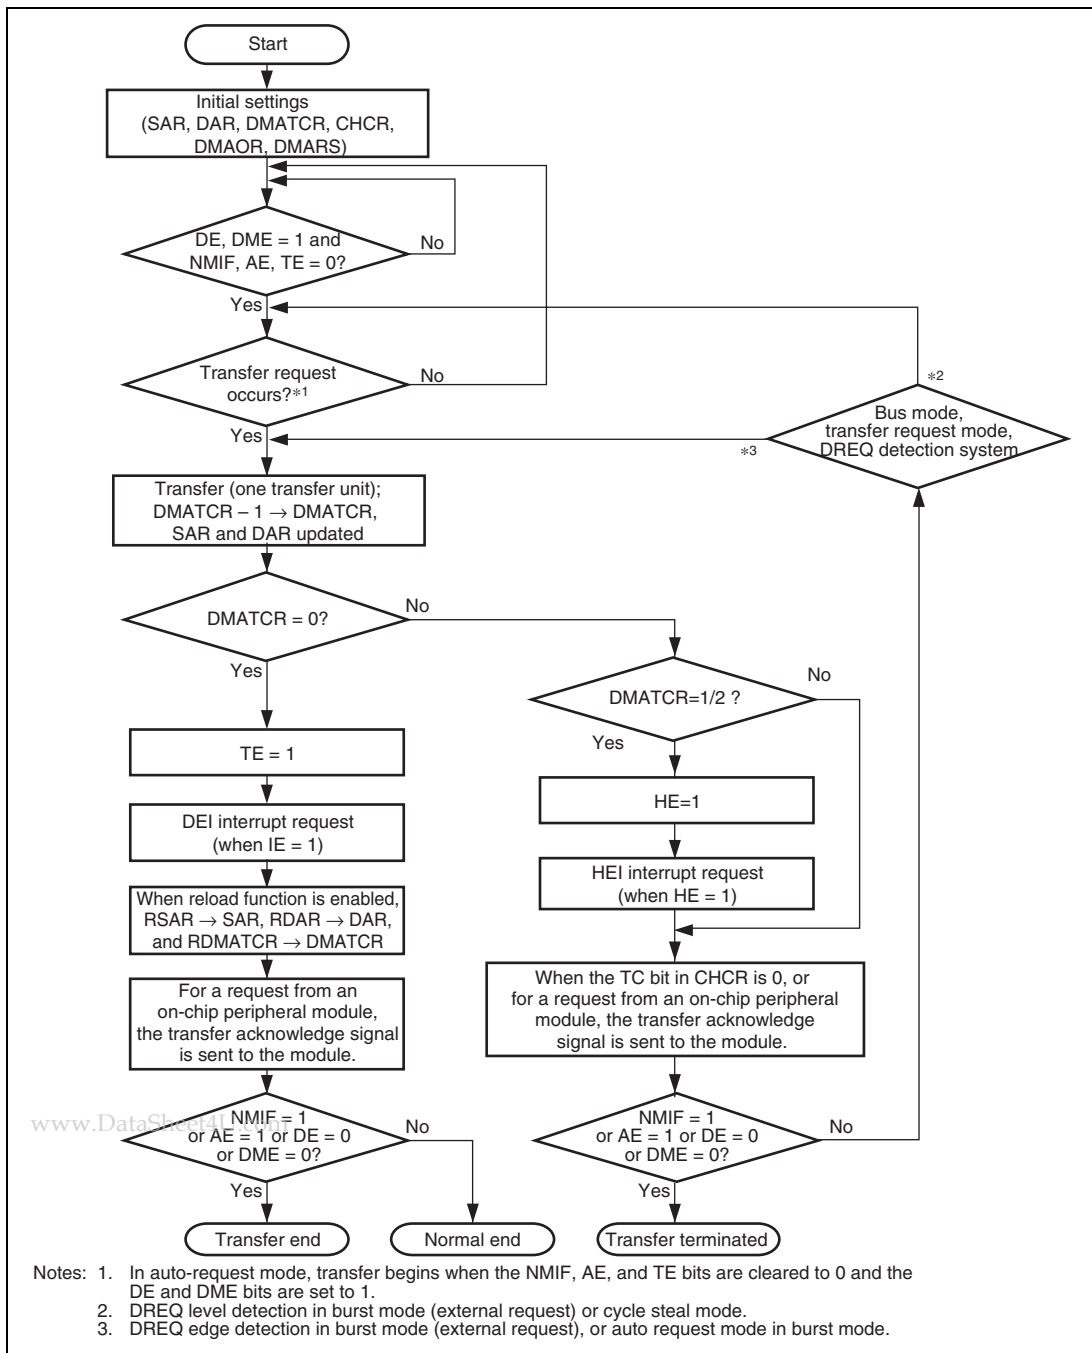 Start
Initial settings
(SAR, DAR, DMATCR, CHCR,
DMAOR, DMARS)
DE, DME = 1 and
NMIF, AE, TE = 0?
No
Yes
Transfer request
occurs?*1
No
Yes
*2
Bus mode,
transfer request mode,
DREQ detection system
*3
Transfer (one transfer unit);
DMATCR – 1 → DMATCR,
SAR and DAR updated
DMATCR = 0?
No
Yes
DMATCR=1/2 ?
No
Yes
TE = 1
HE=1
DEI interrupt request
(when IE = 1)
HEI interrupt request
(when HE = 1)
When reload function is enabled,
RSAR → SAR, RDAR → DAR,
and RDMATCR → DMATCR
When the TC bit in CHCR is 0, or
for a request from an on-chip peripheral
module, the transfer acknowledge
signal is sent to the module.
For a request from an
on-chip peripheral module,
the transfer acknowledge signal
is sent to the module.
www.DataSheet4U.com
NMIF = 1
or AE = 1 or DE = 0
or DME = 0?
No
Yes
NMIF = 1
or AE = 1 or DE = 0
or DME = 0?
No
Yes
Transfer end
Normal end
Transfer terminated
Notes: 1. In auto-request mode, transfer begins when the NMIF, AE, and TE bits are cleared to 0 and the
DE and DME bits are set to 1.
2. DREQ level detection in burst mode (external request) or cycle steal mode.
3. DREQ edge detection in burst mode (external request), or auto request mode in burst mode.